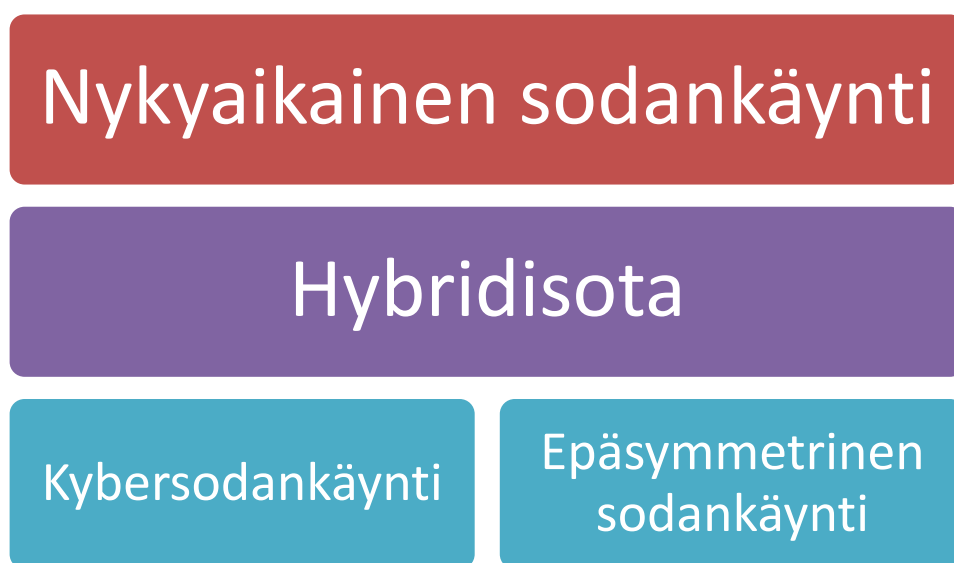 Nykyaikainen sodankäynti
Hybridisota
Kybersodankäynti
Epäsymmetrinen
sodankäynti